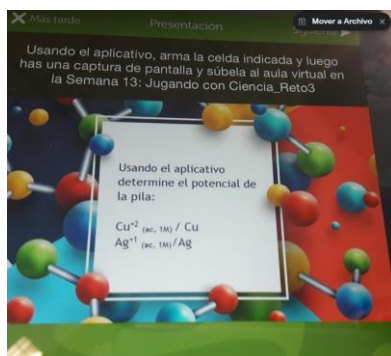 Más tarde
Presentación
Siguiente
Mover a Archivo
Usando el aplicativo, arma la celda indicada y luego
has una captura de pantalla y súbela al aula virtual en
la Semana 13: Jugando con Ciencia_Reto3
Usando el aplicativo
determine el potencial de
la pila:
Cu⁺² (ac, 1M) / Cu
Ag⁺¹ (ac, 1M)/Ag